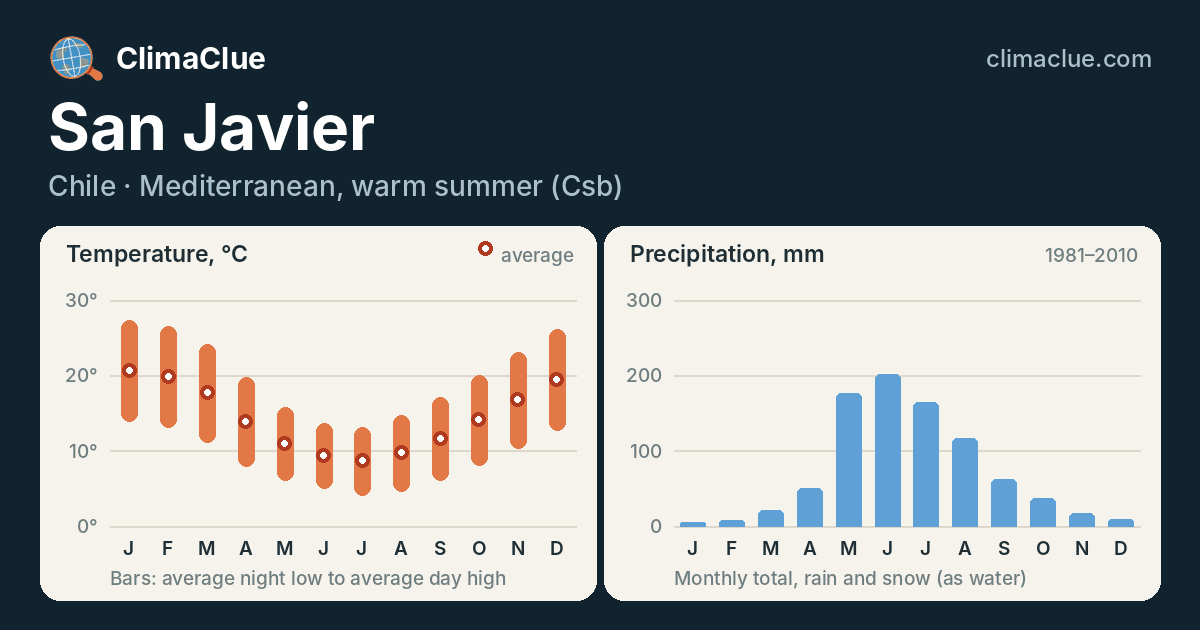 ClimaClue
climaclue.com
San Javier
Chile · Mediterranean, warm summer (Csb)
Temperature, °C
average
30°
20°
10°
0°
J F M A M J J A S O N D
Bars: average night low to average day high
Precipitation, mm
1981–2010
300
200
100
0
J F M A M J J A S O N D
Monthly total, rain and snow (as water)